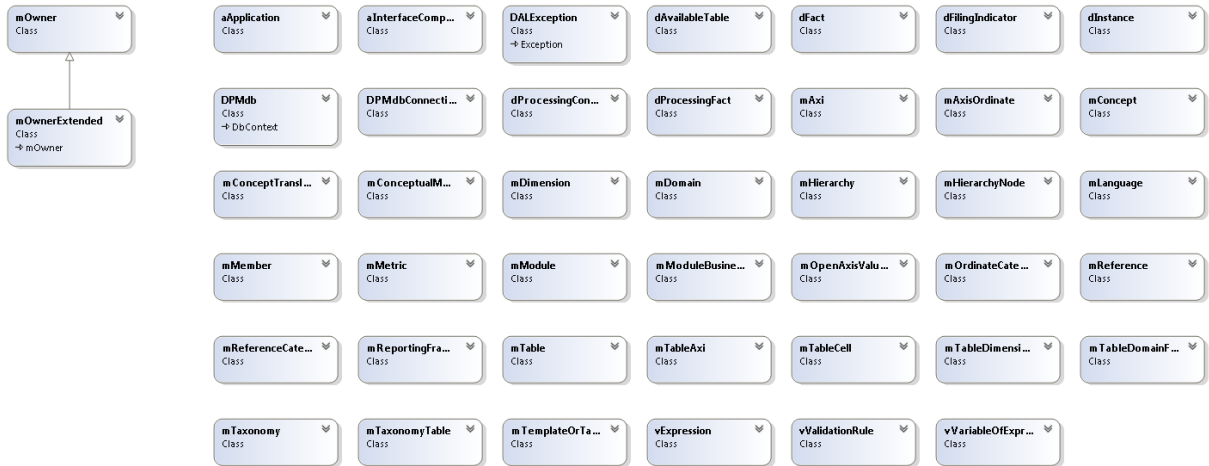 mOwner
Class
mOwnerExtended
Class
mOwner
aApplication
Class
aInterfaceComp...
Class
DALException
Class
Exception
dAvailableTable
Class
dFact
Class
dFilingIndicator
Class
dInstance
Class
DPMdb
Class
DbContext
DPMdbConnecti...
Class
dProcessingCon...
Class
dProcessingFact
Class
mAxi
Class
mAxisOrdinate
Class
mConcept
Class
mConceptTransl...
Class
mConceptualM...
Class
mDimension
Class
mDomain
Class
mHierarchy
Class
mHierarchyNode
Class
mLanguage
Class
mMember
Class
mMetric
Class
mModule
Class
mModuleBusine...
Class
mOpenAxisValu...
Class
mOrdinateCate...
Class
mReference
Class
mReferenceCate...
Class
mReportingFra...
Class
mTable
Class
mTableAxi
Class
mTableCell
Class
mTableDimensi...
Class
mTableDomainF...
Class
mTaxonomy
Class
mTaxonomyTable
Class
mTemplateOrTa...
Class
vExpression
Class
vValidationRule
Class
vVariableOfExpr...
Class